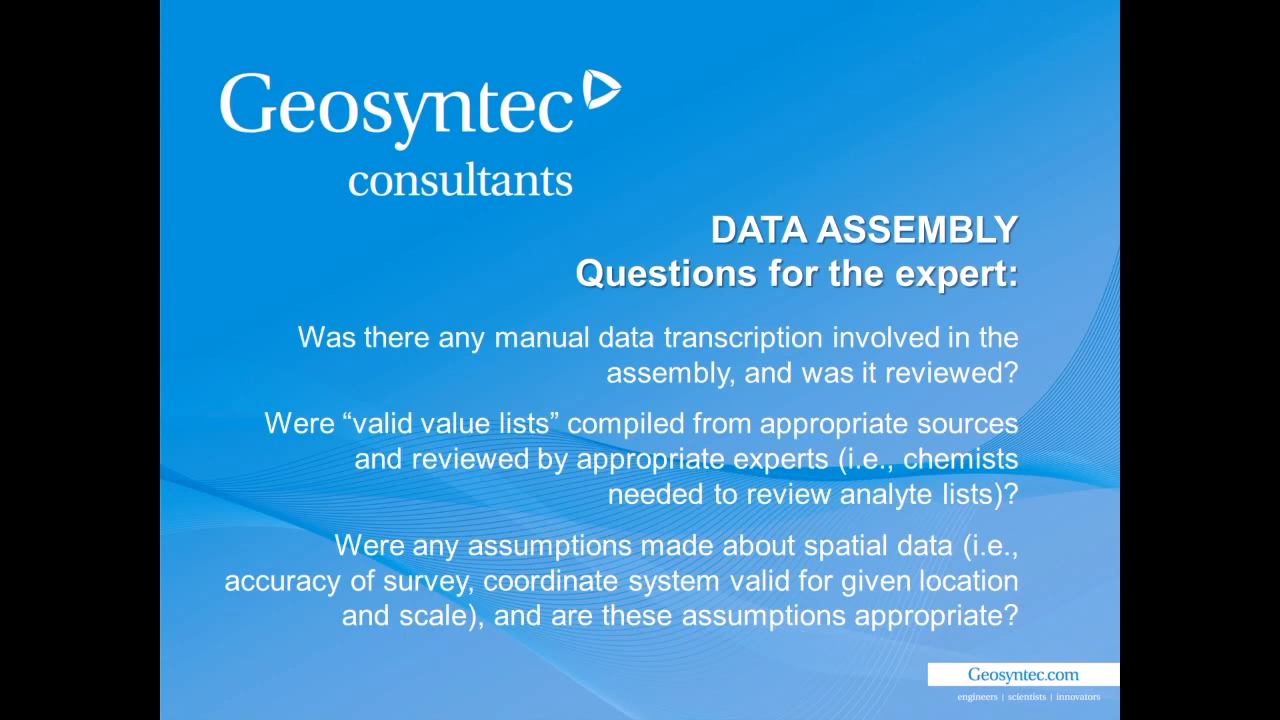 Geosyntec
consultants
DATA ASSEMBLY
Questions for the expert:
Was there any manual data transcription involved in the
assembly, and was it reviewed?
Were “valid value lists” compiled from appropriate sources
and reviewed by appropriate experts (i.e., chemists
needed to review analyte lists)?
Were any assumptions made about spatial data (i.e.,
accuracy of survey, coordinate system valid for given location
and scale), and are these assumptions appropriate?
Geosyntec.com
engineers | scientists | innovators